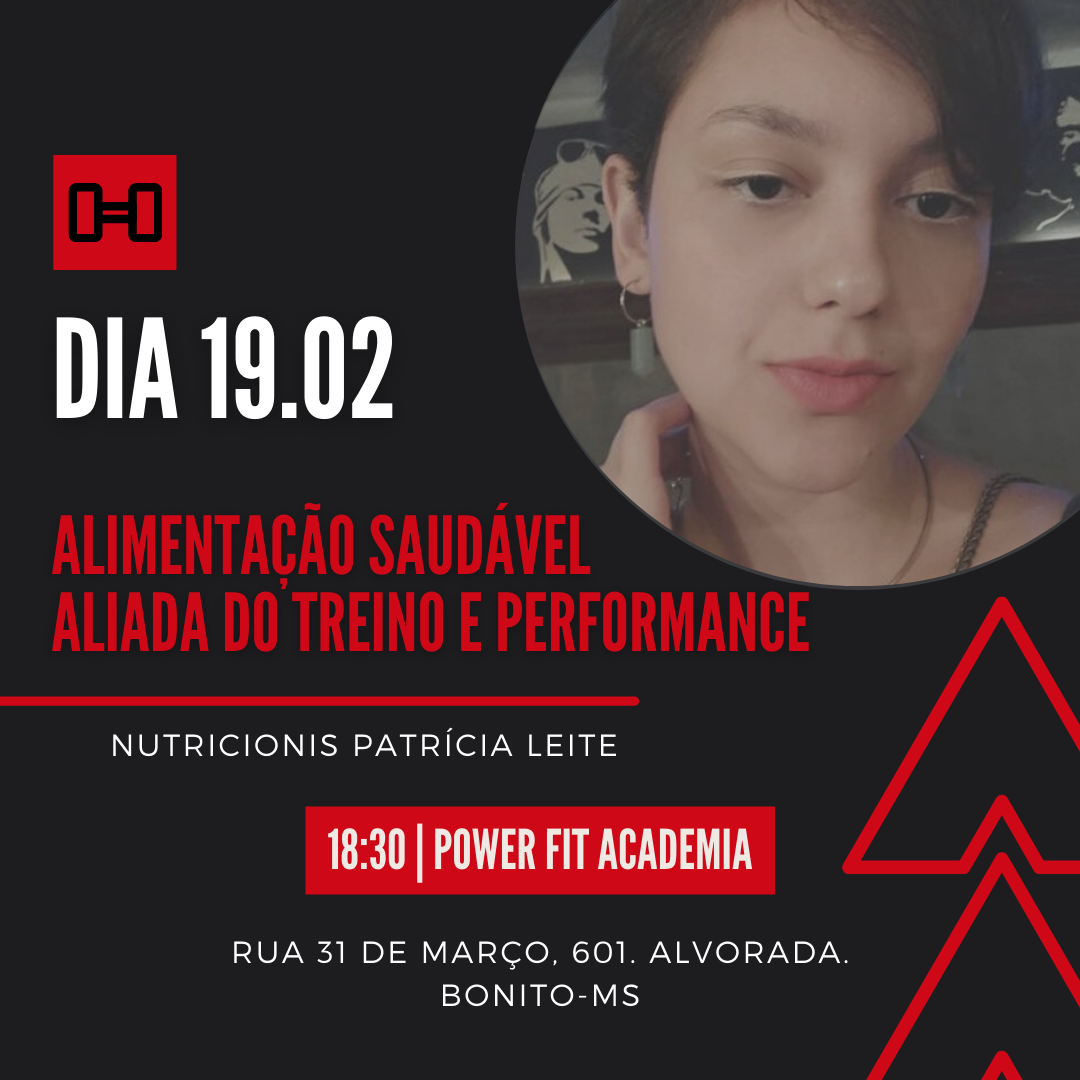 DIA 19.02
ALIMENTAÇÃO SAUDÁVEL
ALIADA DO TREINO E PERFORMANCE
NUTRICIONIS PATRÍCIA LEITE
18:30 | POWER FIT ACADEMIA
RUA 31 DE MARÇO, 601. ALVORADA.
BONITO-MS